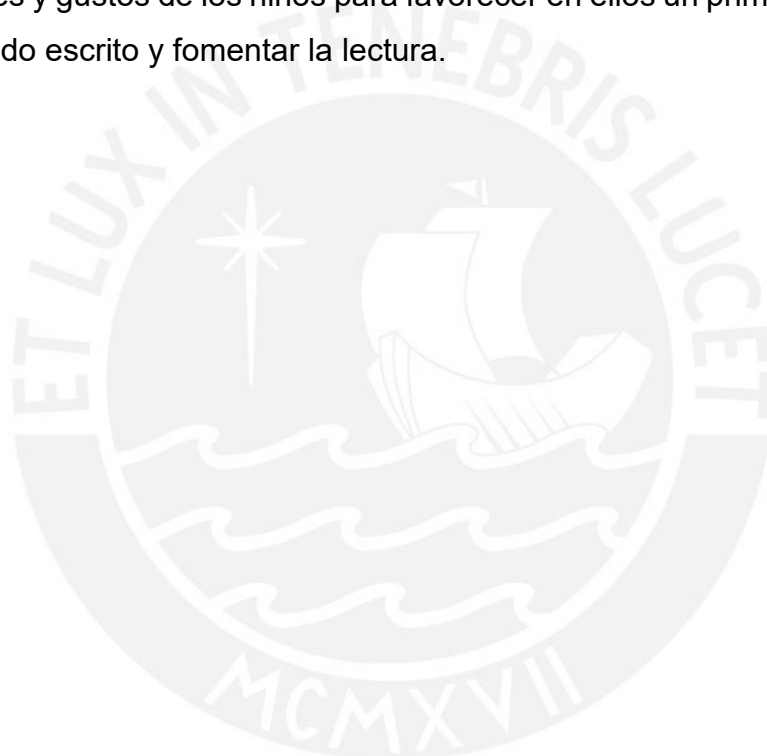 es y gustos de los niños para favorecer en ellos un prim
do escrito y fomentar la lectura.
ET LUX IN TENEBRIS LUCET
MCMXVII